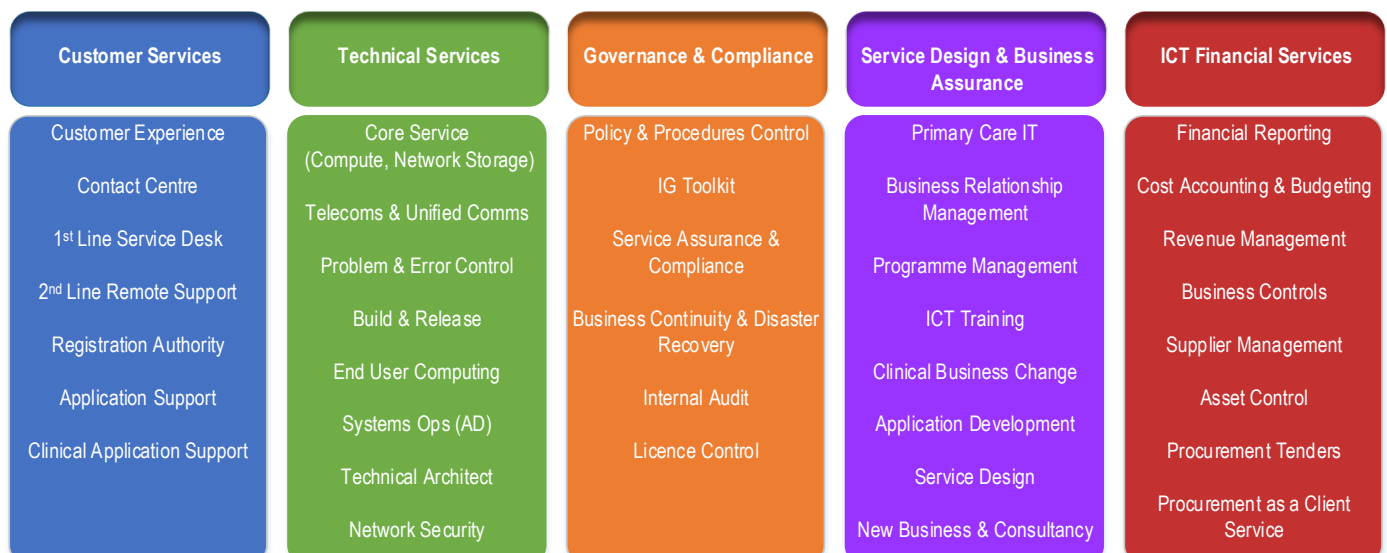 Customer Services
Customer Experience
Contact Centre
1st Line Service Desk
2nd Line Remote Support
Registration Authority
Application Support
Clinical Application Support
Technical Services
Core Service
(Compute, Network Storage)
Telecoms & Unified Comms
Problem & Error Control
Build & Release
End User Computing
Systems Ops (AD)
Technical Architect
Network Security
Governance & Compliance
Policy & Procedures Control
IG Toolkit
Service Assurance &
Compliance
Business Continuity & Disaster
Recovery
Internal Audit
Licence Control
Service Design & Business
Assurance
Primary Care IT
Business Relationship
Management
Programme Management
ICT Training
Clinical Business Change
Application Development
Service Design
New Business & Consultancy
ICT Financial Services
Financial Reporting
Cost Accounting & Budgeting
Revenue Management
Business Controls
Supplier Management
Asset Control
Procurement Tenders
Procurement as a Client
Service